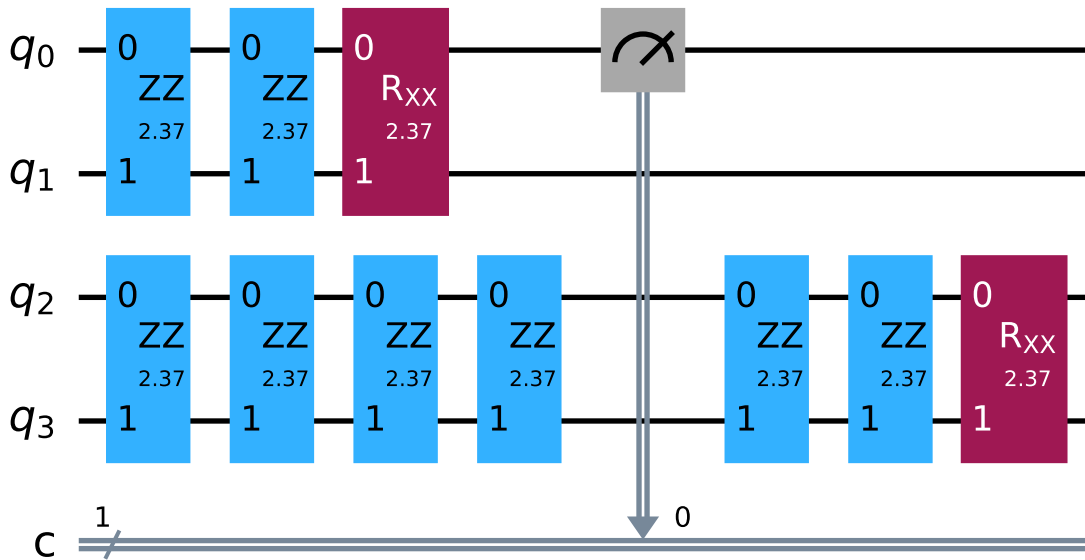 q0 0 0 0
ZZ ZZ RXX
2.37 2.37 2.37
q1 1 1 1
q2 0 0 0 0 0 0 0
ZZ ZZ ZZ ZZ ZZ ZZ RXX
2.37 2.37 2.37 2.37 2.37 2.37 2.37
q3 1 1 1 1 1 1 1
1 0
c